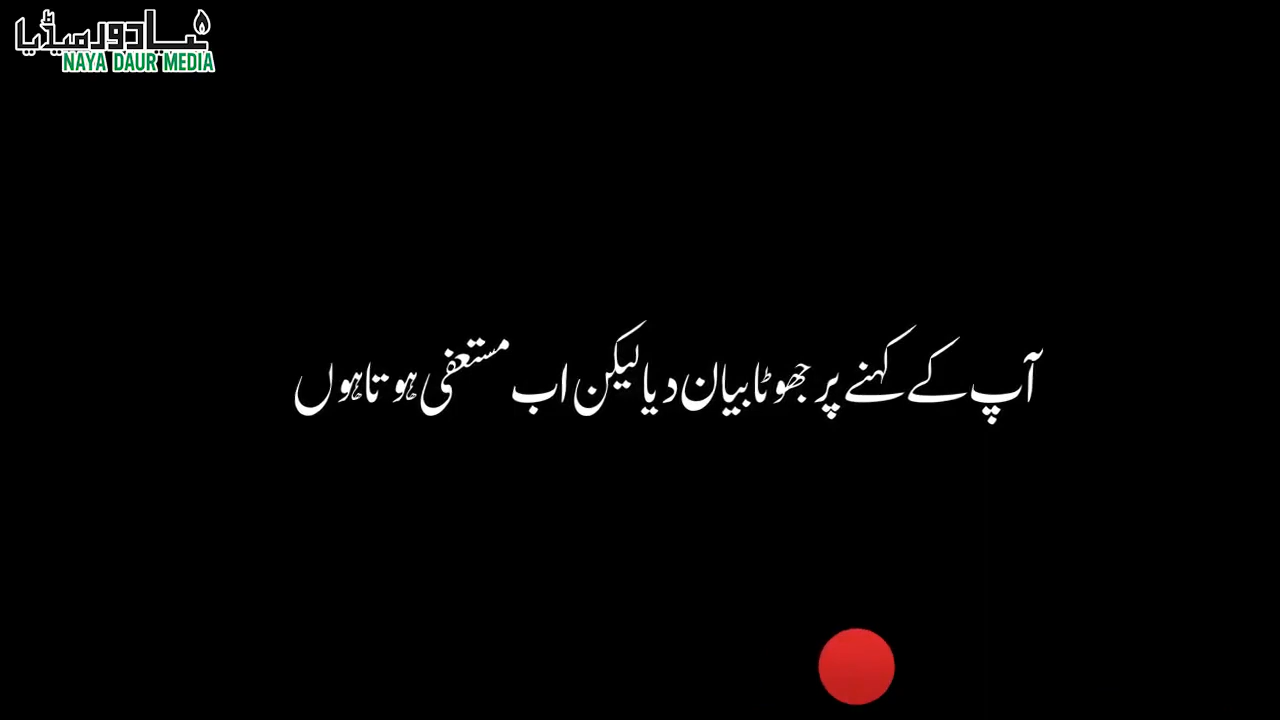 نیا دور میڈیا
NAYA DAUR MEDIA
آپ کے کہنے پر جھوٹا بیان دیا لیکن اب مستعفی ہوتا ہوں